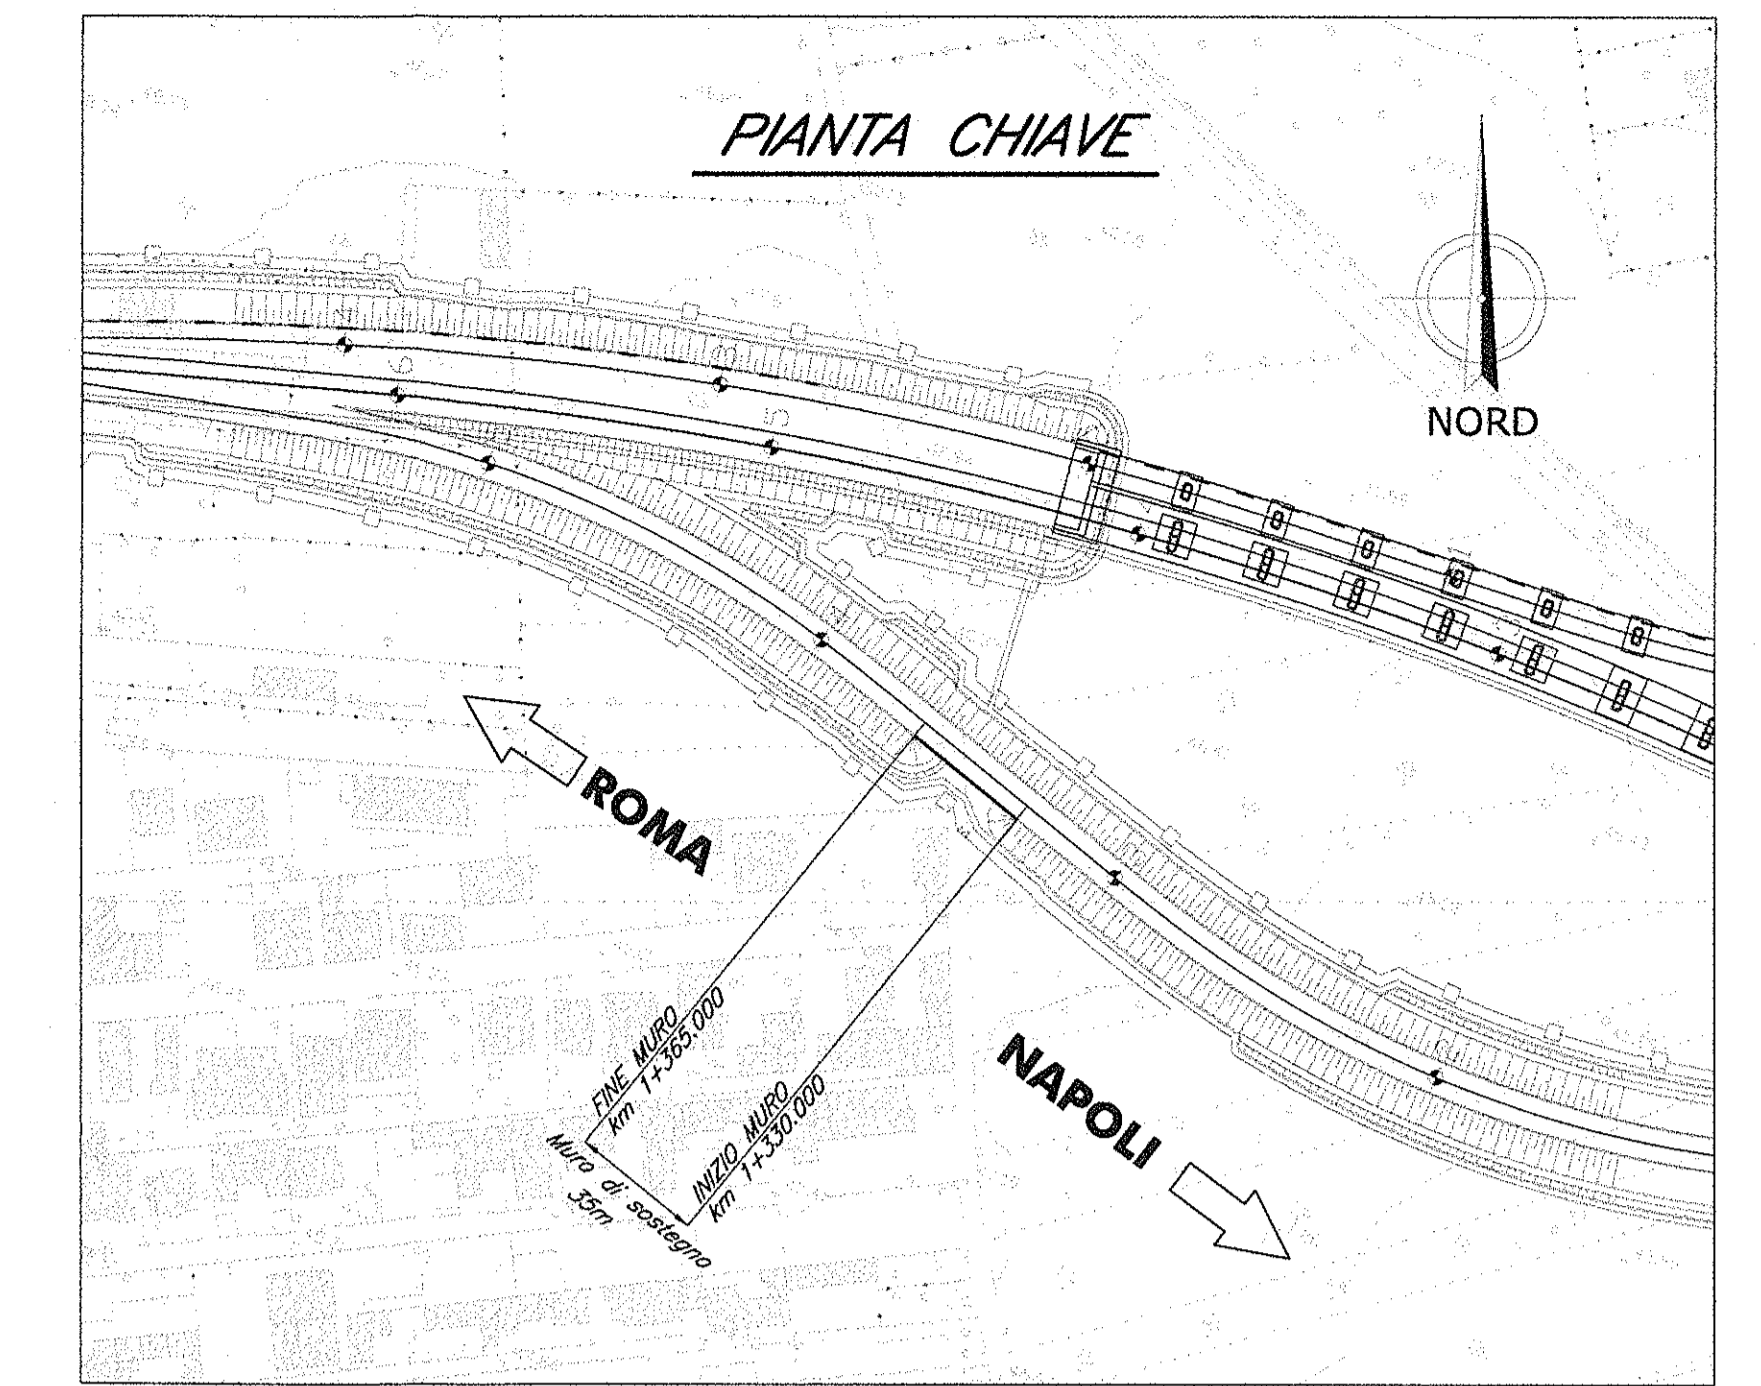 PIANTA CHIAVE
NORD
ROMA
FINE MURO
km 1+365.000
INIZIO MURO
km 1+330.000
Muro di sostegno
35m
NAPOLI